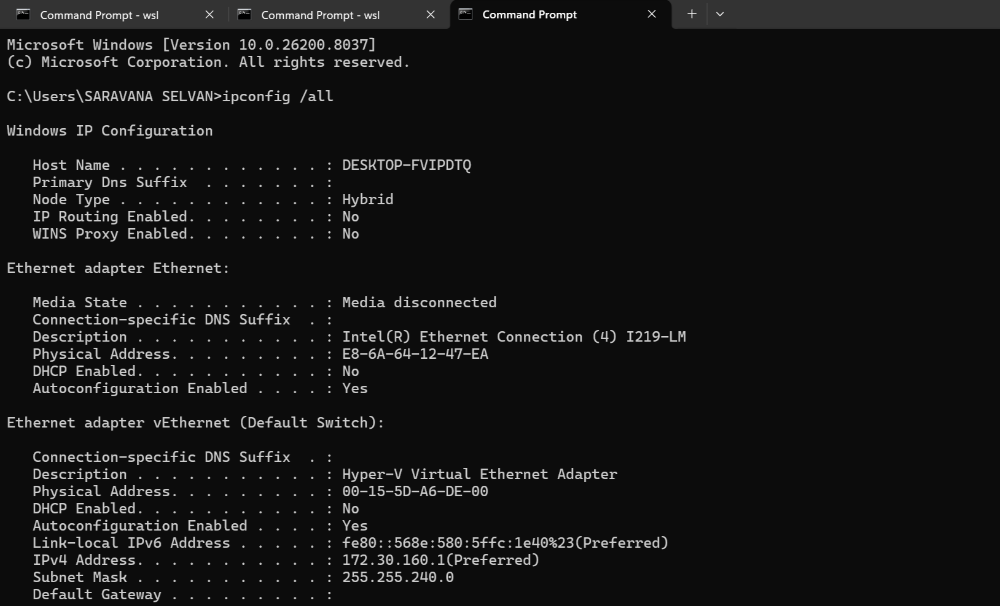 Command Prompt - wsl
Command Prompt - wsl
Command Prompt
Microsoft Windows [Version 10.0.26200.8037]
(c) Microsoft Corporation. All rights reserved.
C:\Users\SARAVANA SELVAN>ipconfig /all
Windows IP Configuration
   Host Name . . . . . . . . . . . . : DESKTOP-FVIPDTQ
   Primary Dns Suffix  . . . . . . . :
   Node Type . . . . . . . . . . . . : Hybrid
   IP Routing Enabled. . . . . . . . : No
   WINS Proxy Enabled. . . . . . . . : No
Ethernet adapter Ethernet:
   Media State . . . . . . . . . . . : Media disconnected
   Connection-specific DNS Suffix  . :
   Description . . . . . . . . . . . : Intel(R) Ethernet Connection (4) I219-LM
   Physical Address. . . . . . . . . : E8-6A-64-12-47-EA
   DHCP Enabled. . . . . . . . . . . : No
   Autoconfiguration Enabled . . . . : Yes
Ethernet adapter vEthernet (Default Switch):
   Connection-specific DNS Suffix  . :
   Description . . . . . . . . . . . : Hyper-V Virtual Ethernet Adapter
   Physical Address. . . . . . . . . : 00-15-5D-A6-DE-00
   DHCP Enabled. . . . . . . . . . . : No
   Autoconfiguration Enabled . . . . : Yes
   Link-local IPv6 Address . . . . . : fe80::568e:580:5ffc:1e40%23(Preferred)
   IPv4 Address. . . . . . . . . . . : 172.30.160.1(Preferred)
   Subnet Mask . . . . . . . . . . . : 255.255.240.0
   Default Gateway . . . . . . . . . :